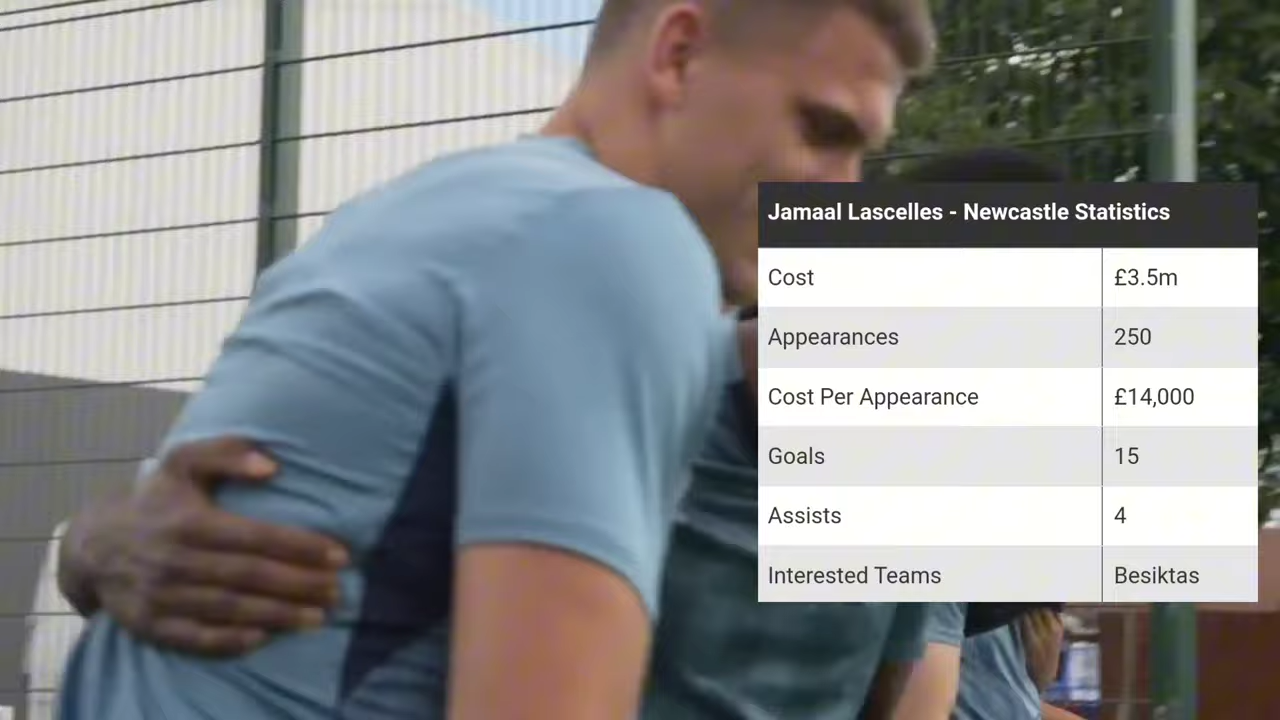 Jamaal Lascelles - Newcastle Statistics
Cost £3.5m
Appearances 250
Cost Per Appearance £14,000
Goals 15
Assists 4
Interested Teams Besiktas